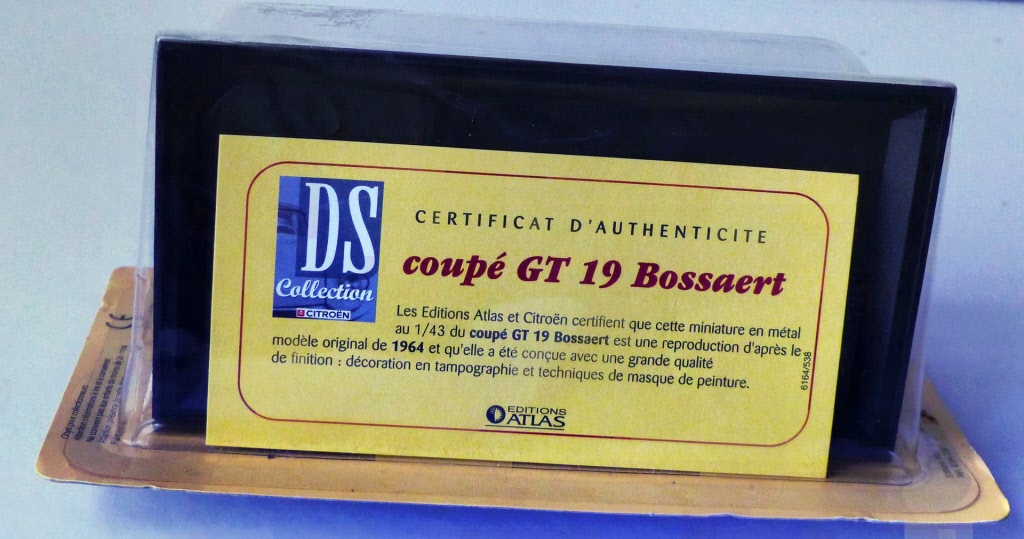 DS
Collection
CITROËN
CERTIFICAT D'AUTHENTICITE
coupé GT 19 Bossaert
Les Editions Atlas et Citroën certifient que cette miniature en métal
au 1/43 du coupé GT 19 Bossaert est une reproduction d'après le
modèle original de 1964 et qu'elle a été conçue avec une grande qualité
de finition : décoration en tampographie et techniques de masque de peinture.
6164/538
EDITIONS
ATLAS
CE